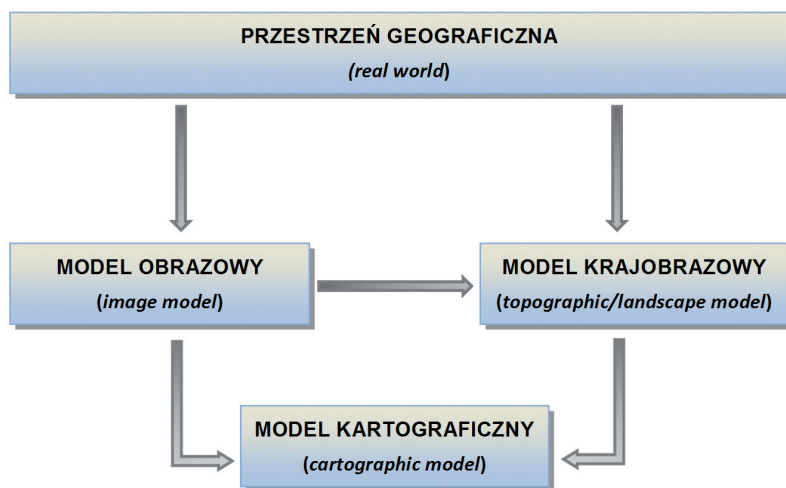 PRZESTRZEŃ GEOGRAFICZNA
(real world)
MODEL OBRAZOWY
(image model)
MODEL KRAJOBRAZOWY
(topographic/landscape model)
MODEL KARTOGRAFICZNY
(cartographic model)